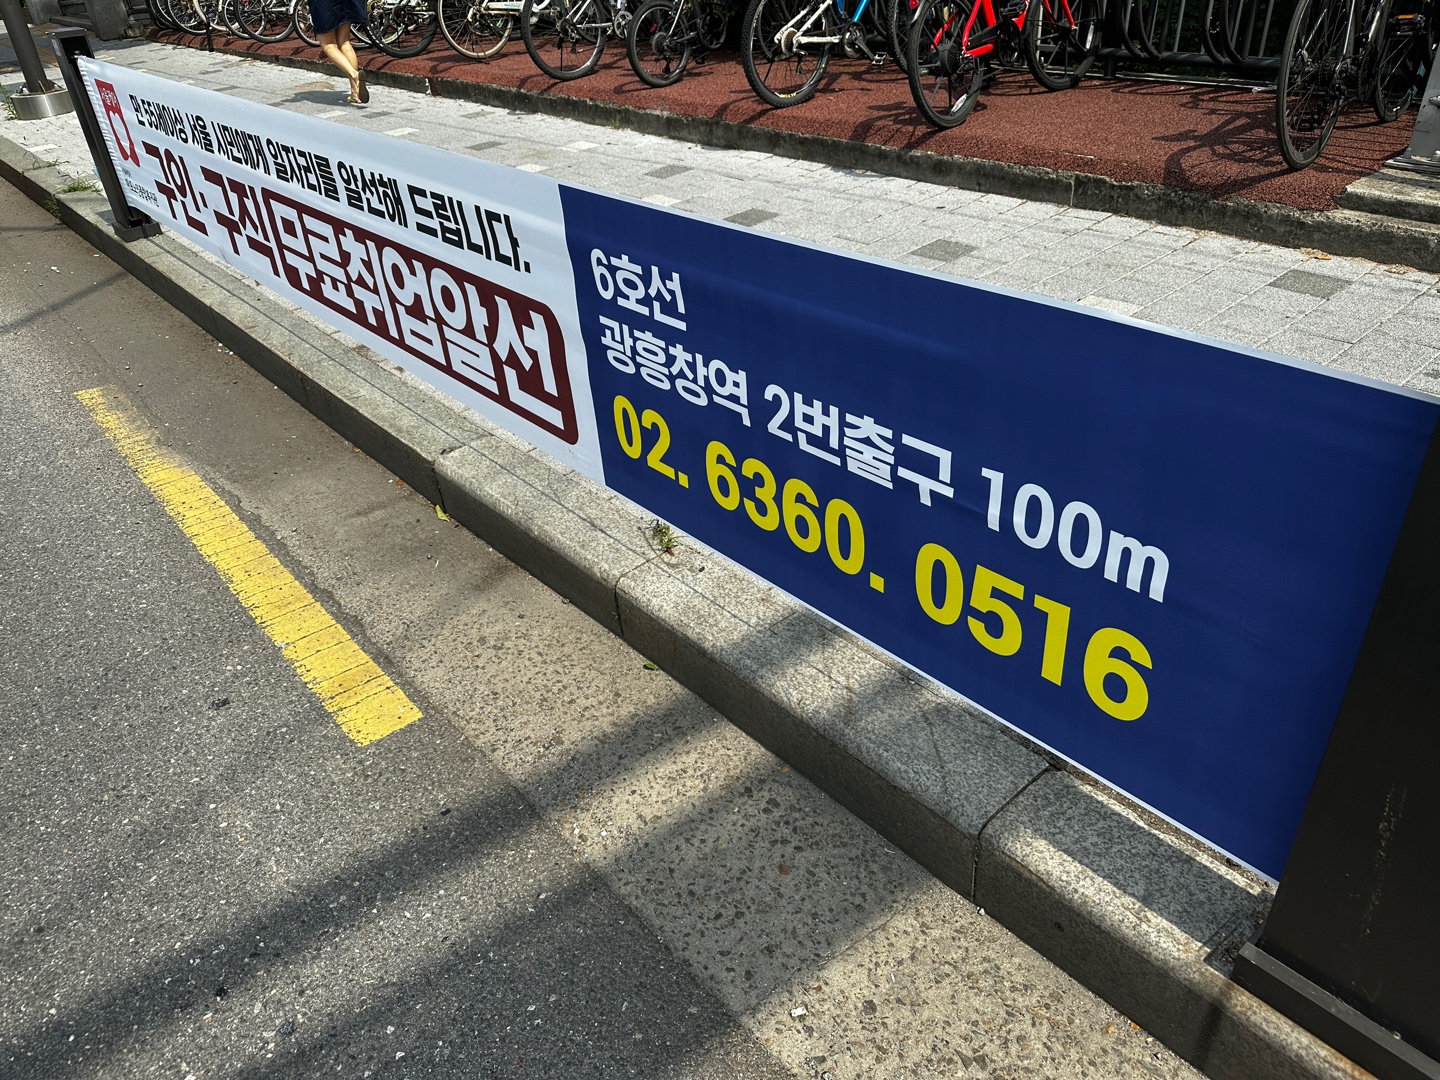 만 55세이상 서울 시민에게 일자리를 알선해 드립니다.
구인·구직 무료취업알선
6호선
광흥창역 2번출구 100m
02. 6360. 0516